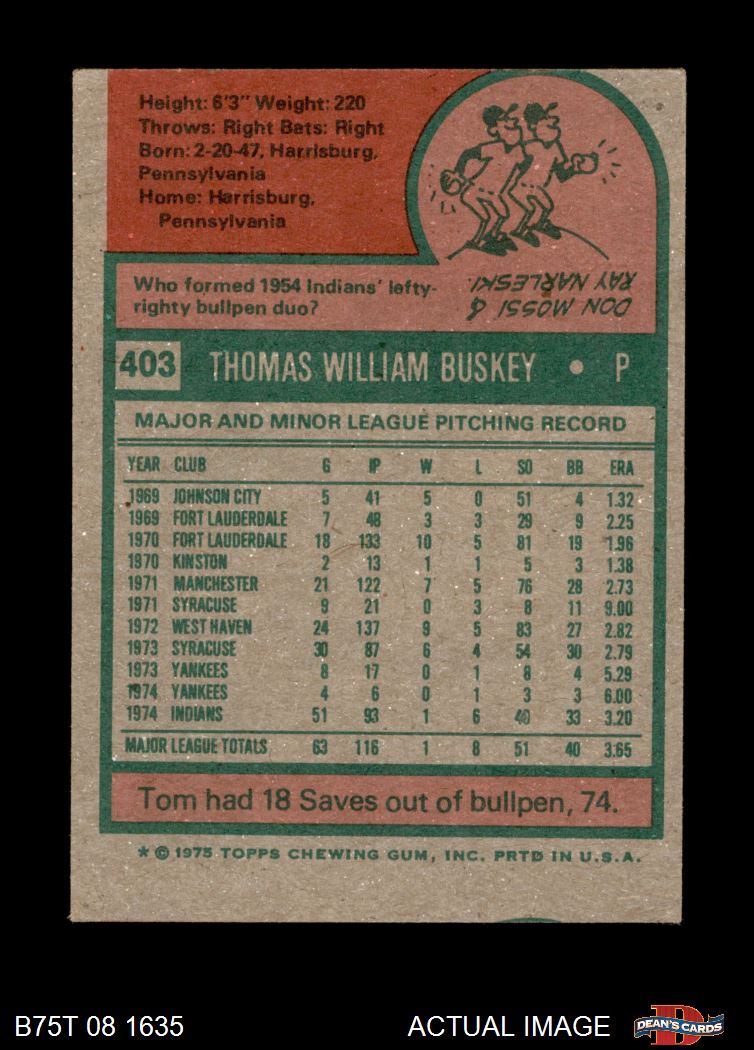 Height: 6'3" Weight: 220
Throws: Right Bats: Right
Born: 2-20-47, Harrisburg,
Pennsylvania
Home: Harrisburg,
Pennsylvania
Who formed 1954 Indians' lefty-
righty bullpen duo?
DON MOSSI &
RAY NARLESKI.
403 THOMAS WILLIAM BUSKEY • P
MAJOR AND MINOR LEAGUE PITCHING RECORD
YEAR CLUB G IP W L SO BB ERA
1969 JOHNSON CITY 5 41 5 0 51 4 1.32
1969 FORT LAUDERDALE 7 48 3 3 29 9 2.25
1970 FORT LAUDERDALE 18 133 10 5 81 19 1.96
1970 KINSTON 2 13 1 1 5 3 1.38
1971 MANCHESTER 21 122 7 5 76 28 2.73
1971 SYRACUSE 9 21 0 3 8 11 9.00
1972 WEST HAVEN 24 137 9 5 83 27 2.82
1973 SYRACUSE 30 87 6 4 54 30 2.79
1973 YANKEES 8 17 0 1 8 4 5.29
1974 YANKEES 4 6 0 1 3 3 6.00
1974 INDIANS 51 93 1 6 40 33 3.20
MAJOR LEAGUE TOTALS 63 116 1 8 51 40 3.65
Tom had 18 Saves out of bullpen, 74.
* © 1975 TOPPS CHEWING GUM, INC. PRTD IN U.S.A.
B75T 08 1635
ACTUAL IMAGE
DEAN'S CARDS